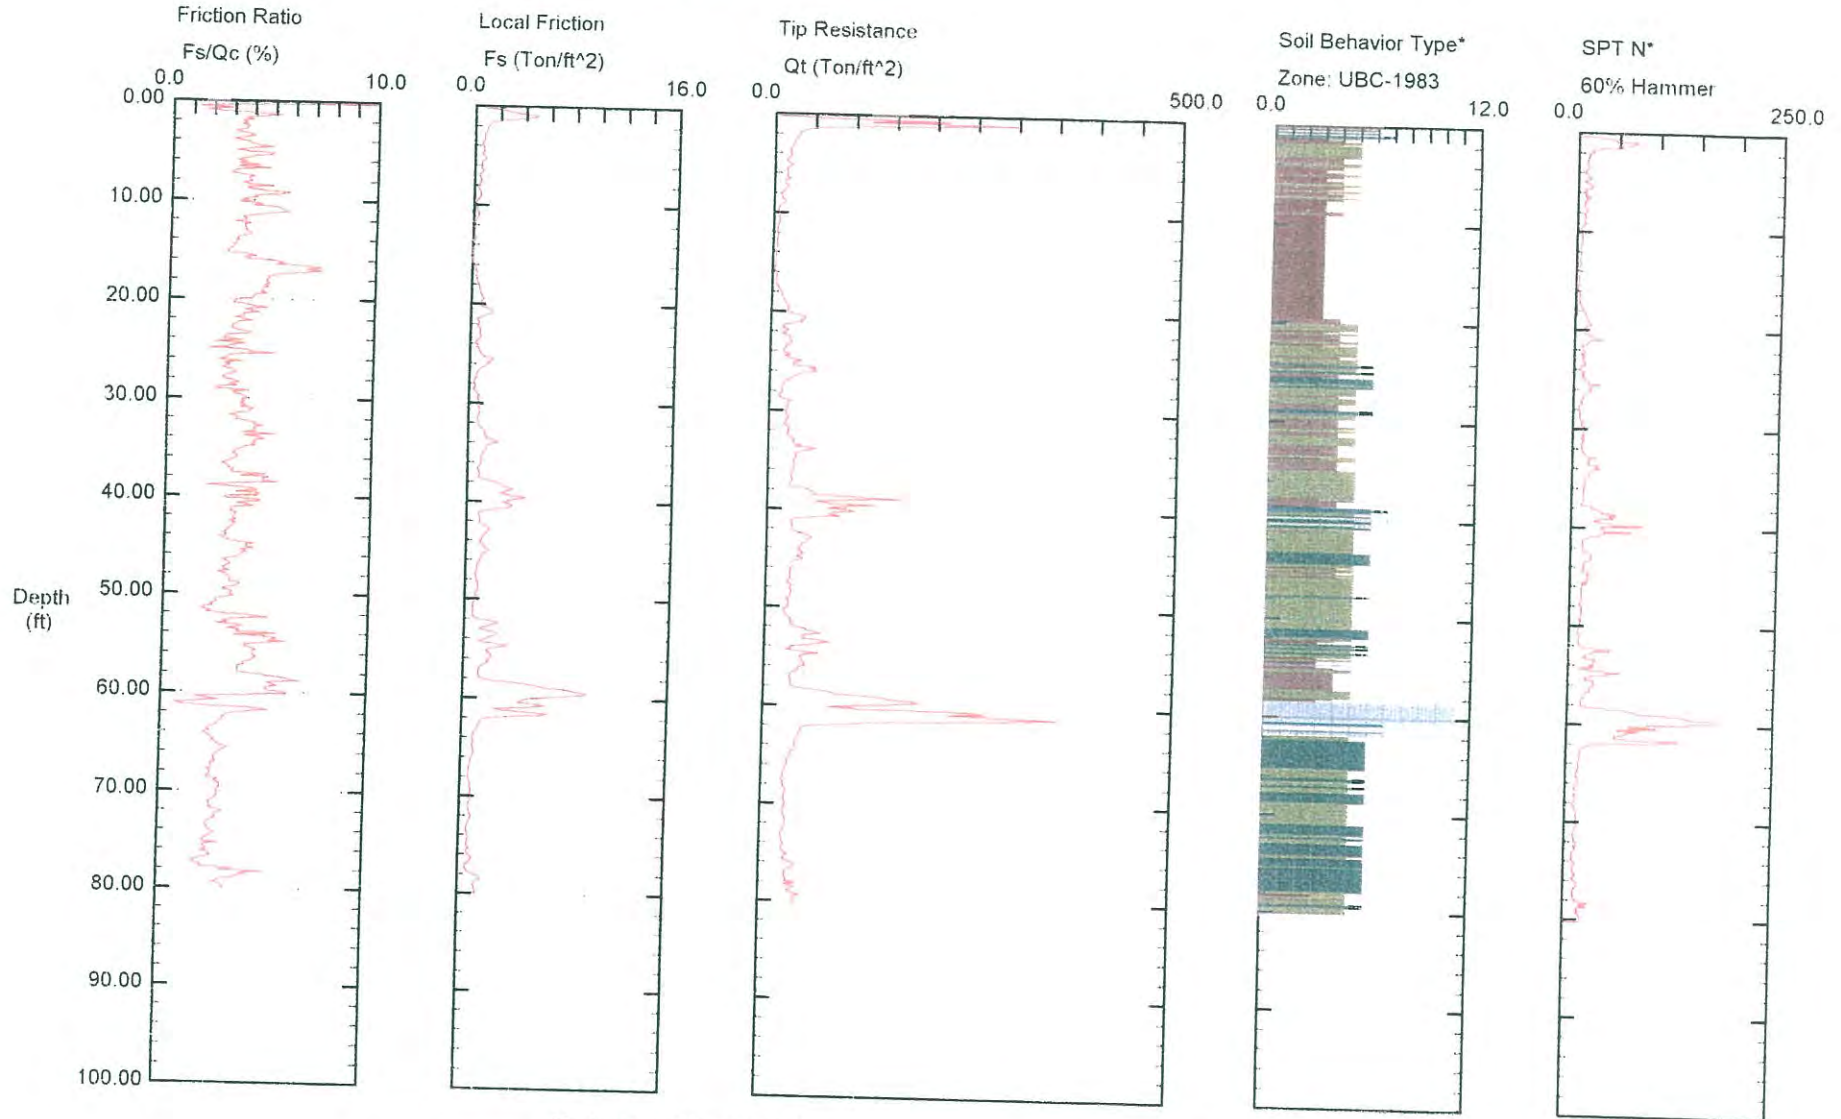 Friction Ratio
Fs/Qc (%)
0.0 10.0
Local Friction
Fs (Ton/ft^2)
0.0 16.0
Tip Resistance
Qt (Ton/ft^2)
0.0 500.0
Soil Behavior Type*
Zone: UBC-1983
0.0 12.0
SPT N*
60% Hammer
0.0 250.0
0.00
10.00
20.00
30.00
40.00
50.00
Depth
(ft)
60.00
70.00
80.00
90.00
100.00